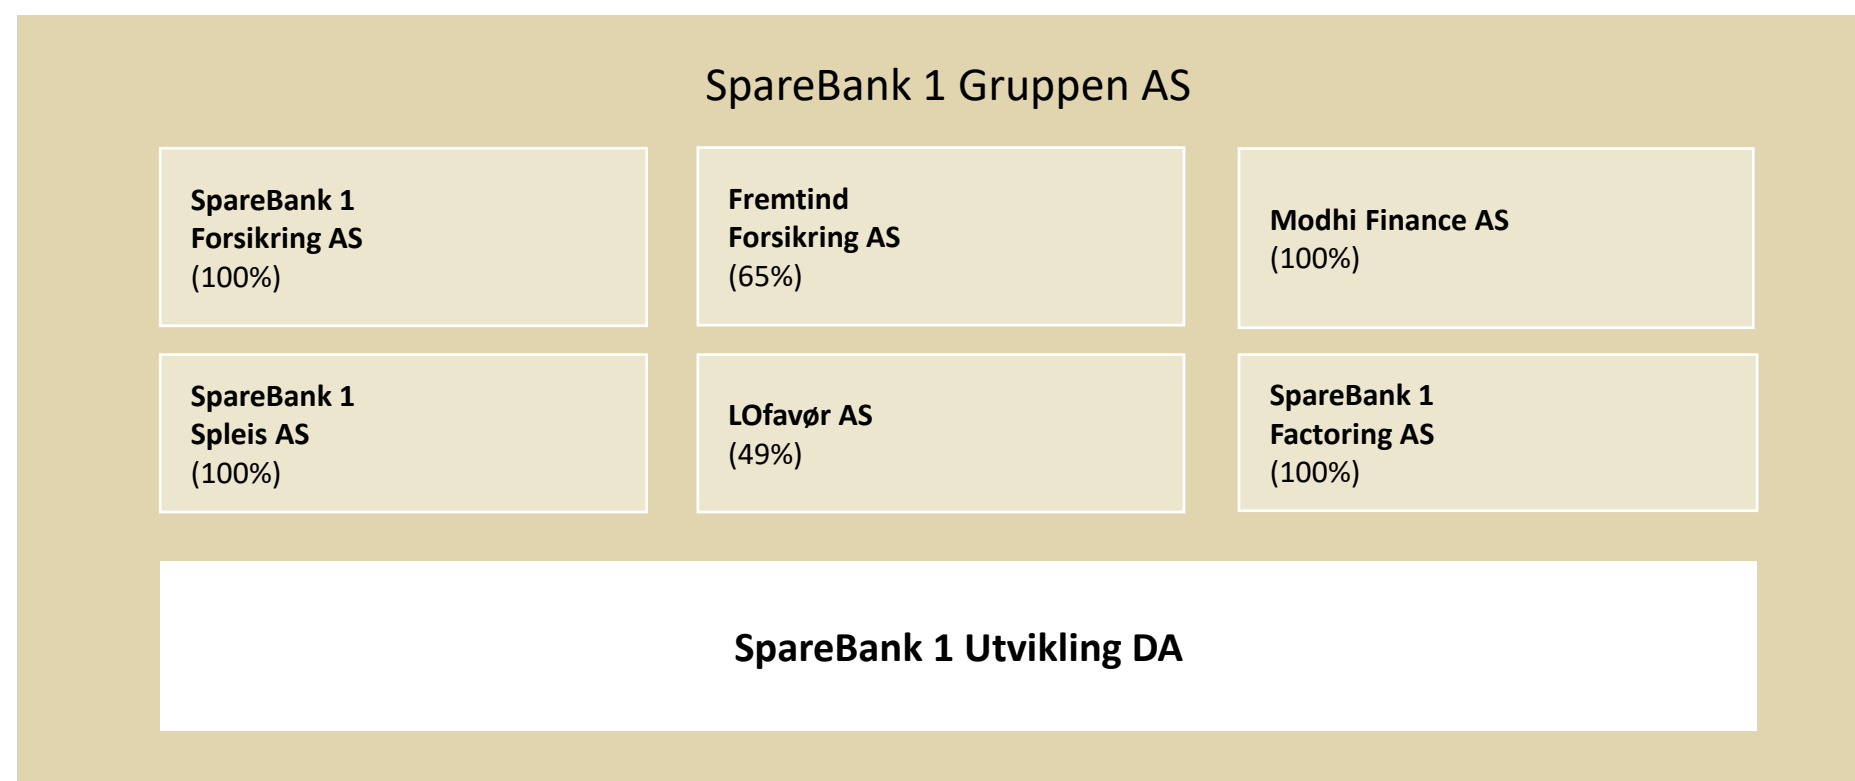 SpareBank 1 Gruppen AS
SpareBank 1
Forsikring AS
(100%)
Fremtind
Forsikring AS
(65%)
Modhi Finance AS
(100%)
SpareBank 1
Spleis AS
(100%)
LOfavør AS
(49%)
SpareBank 1
Factoring AS
(100%)
SpareBank 1 Utvikling DA